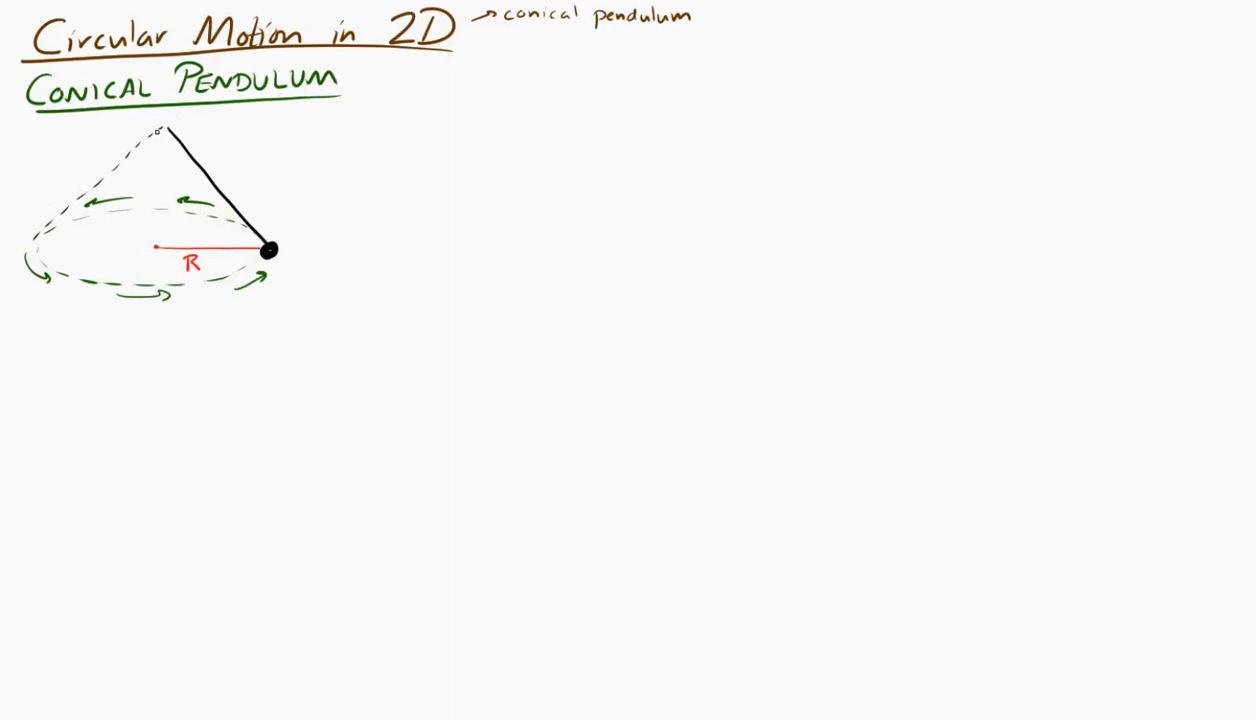 Circular Motion in 2D → conical pendulum
CONICAL PENDULUM
R